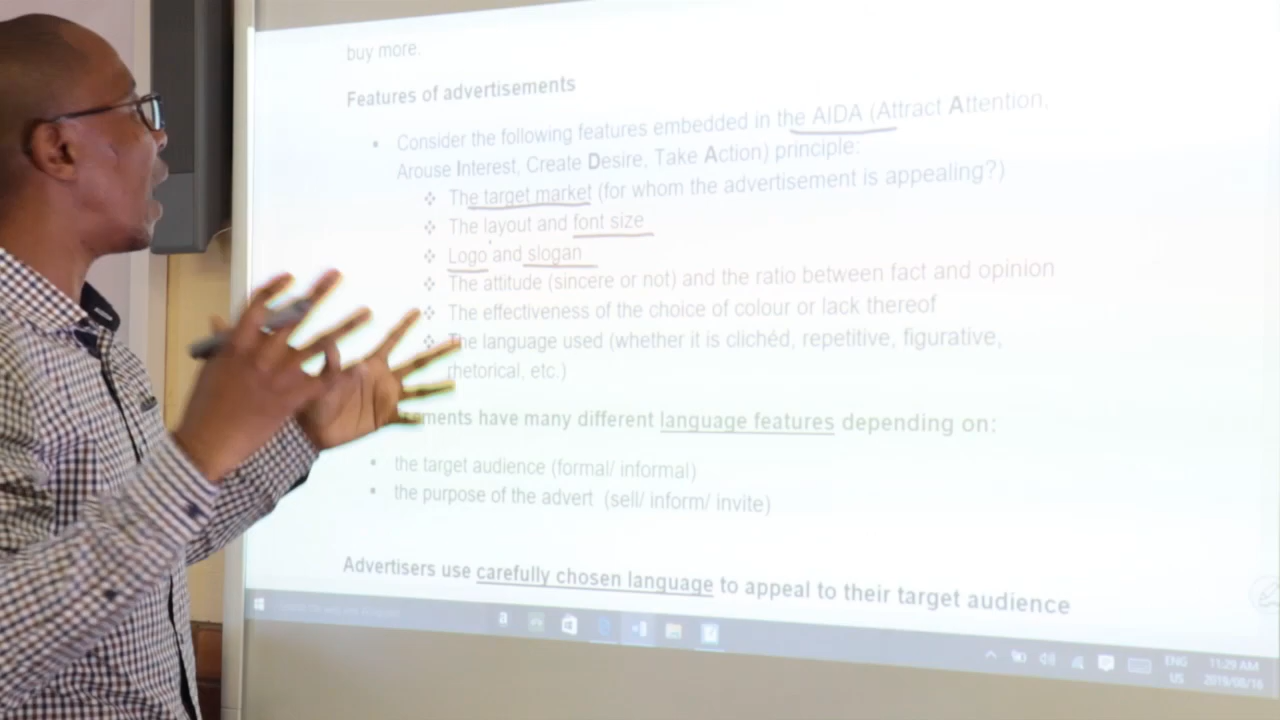 buy more.
Features of advertisements
• Consider the following features embedded in the AIDA (Attract Attention,
Arouse Interest, Create Desire, Take Action) principle:
❖ The target market (for whom the advertisement is appealing?)
❖ The layout and font size
❖ Logo and slogan
❖ The attitude (sincere or not) and the ratio between fact and opinion
❖ The effectiveness of the choice of colour or lack thereof
❖ The language used (whether it is clichéd, repetitive, figurative,
rhetorical, etc.)
have many different language features depending on:
• the target audience (formal/ informal)
• the purpose of the advert (sell/ inform/ invite)
Advertisers use carefully chosen language to appeal to their target audience
ENG 11:29 AM
US 2019/08/16